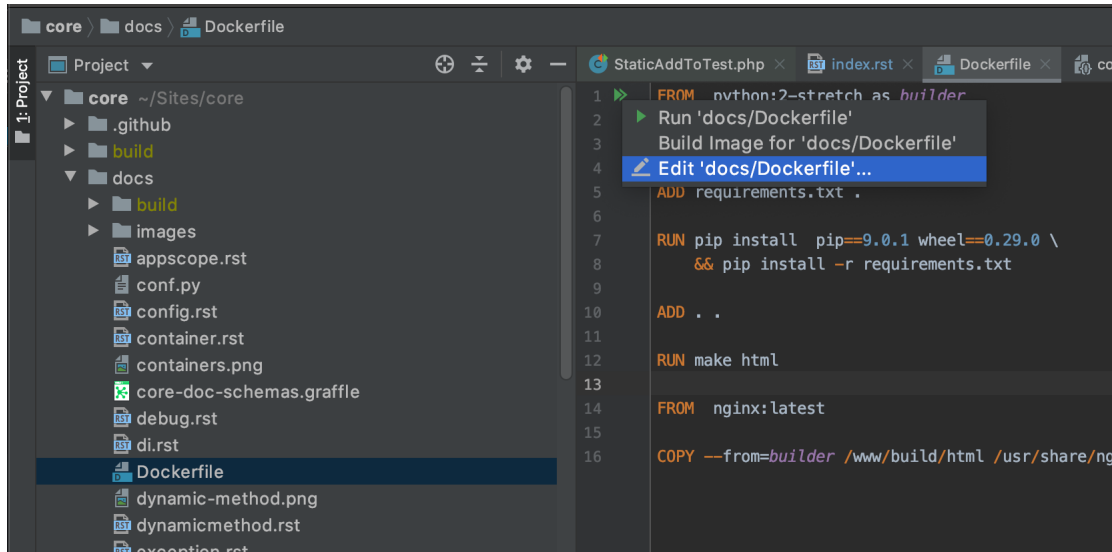 core docs Dockerfile
1: Project
Project
core ~/Sites/core
.github
build
docs
build
images
appscope.rst
conf.py
config.rst
container.rst
containers.png
core-doc-schemas.graffle
debug.rst
di.rst
Dockerfile
dynamic-method.png
dynamicmethod.rst
exception.rst
StaticAddToTest.php index.rst Dockerfile co
1 FROM python:2-stretch as builder
2
3
4
Run 'docs/Dockerfile'
Build Image for 'docs/Dockerfile'
Edit 'docs/Dockerfile'...
5 ADD requirements.txt .
6
7 RUN pip install  pip==9.0.1 wheel==0.29.0 \
8 && pip install -r requirements.txt
9
10 ADD . .
11
12 RUN make html
13
14 FROM  nginx:latest
15
16 COPY --from=builder /www/build/html /usr/share/ng